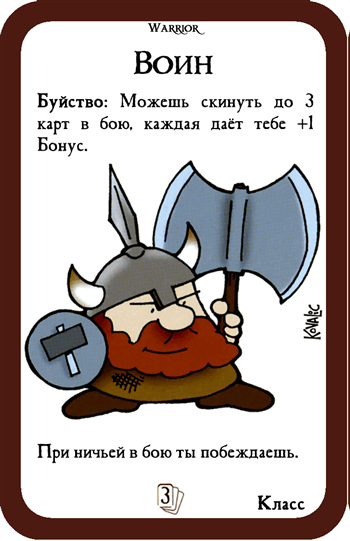 Warrior
Воин
Буйство: Можешь скинуть до 3
карт в бою, каждая даёт тебе +1
Бонус.
Kovalic
При ничьей в бою ты побеждаешь.
3
Класс